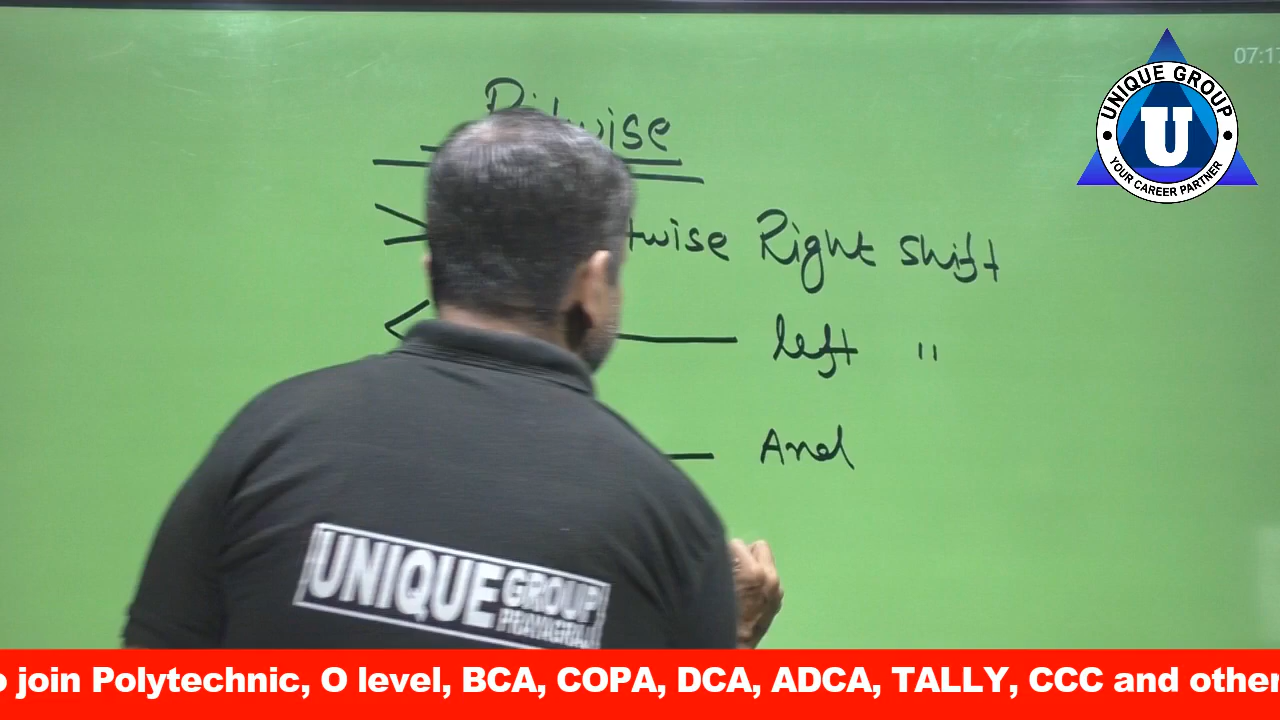 07:17
UNIQUE GROUP
U
YOUR CAREER PARTNER
Bitwise
twise Right Shift
left "
And
UNIQUE GROUP
PRAYAGRAJ
o join Polytechnic, O level, BCA, COPA, DCA, ADCA, TALLY, CCC and other